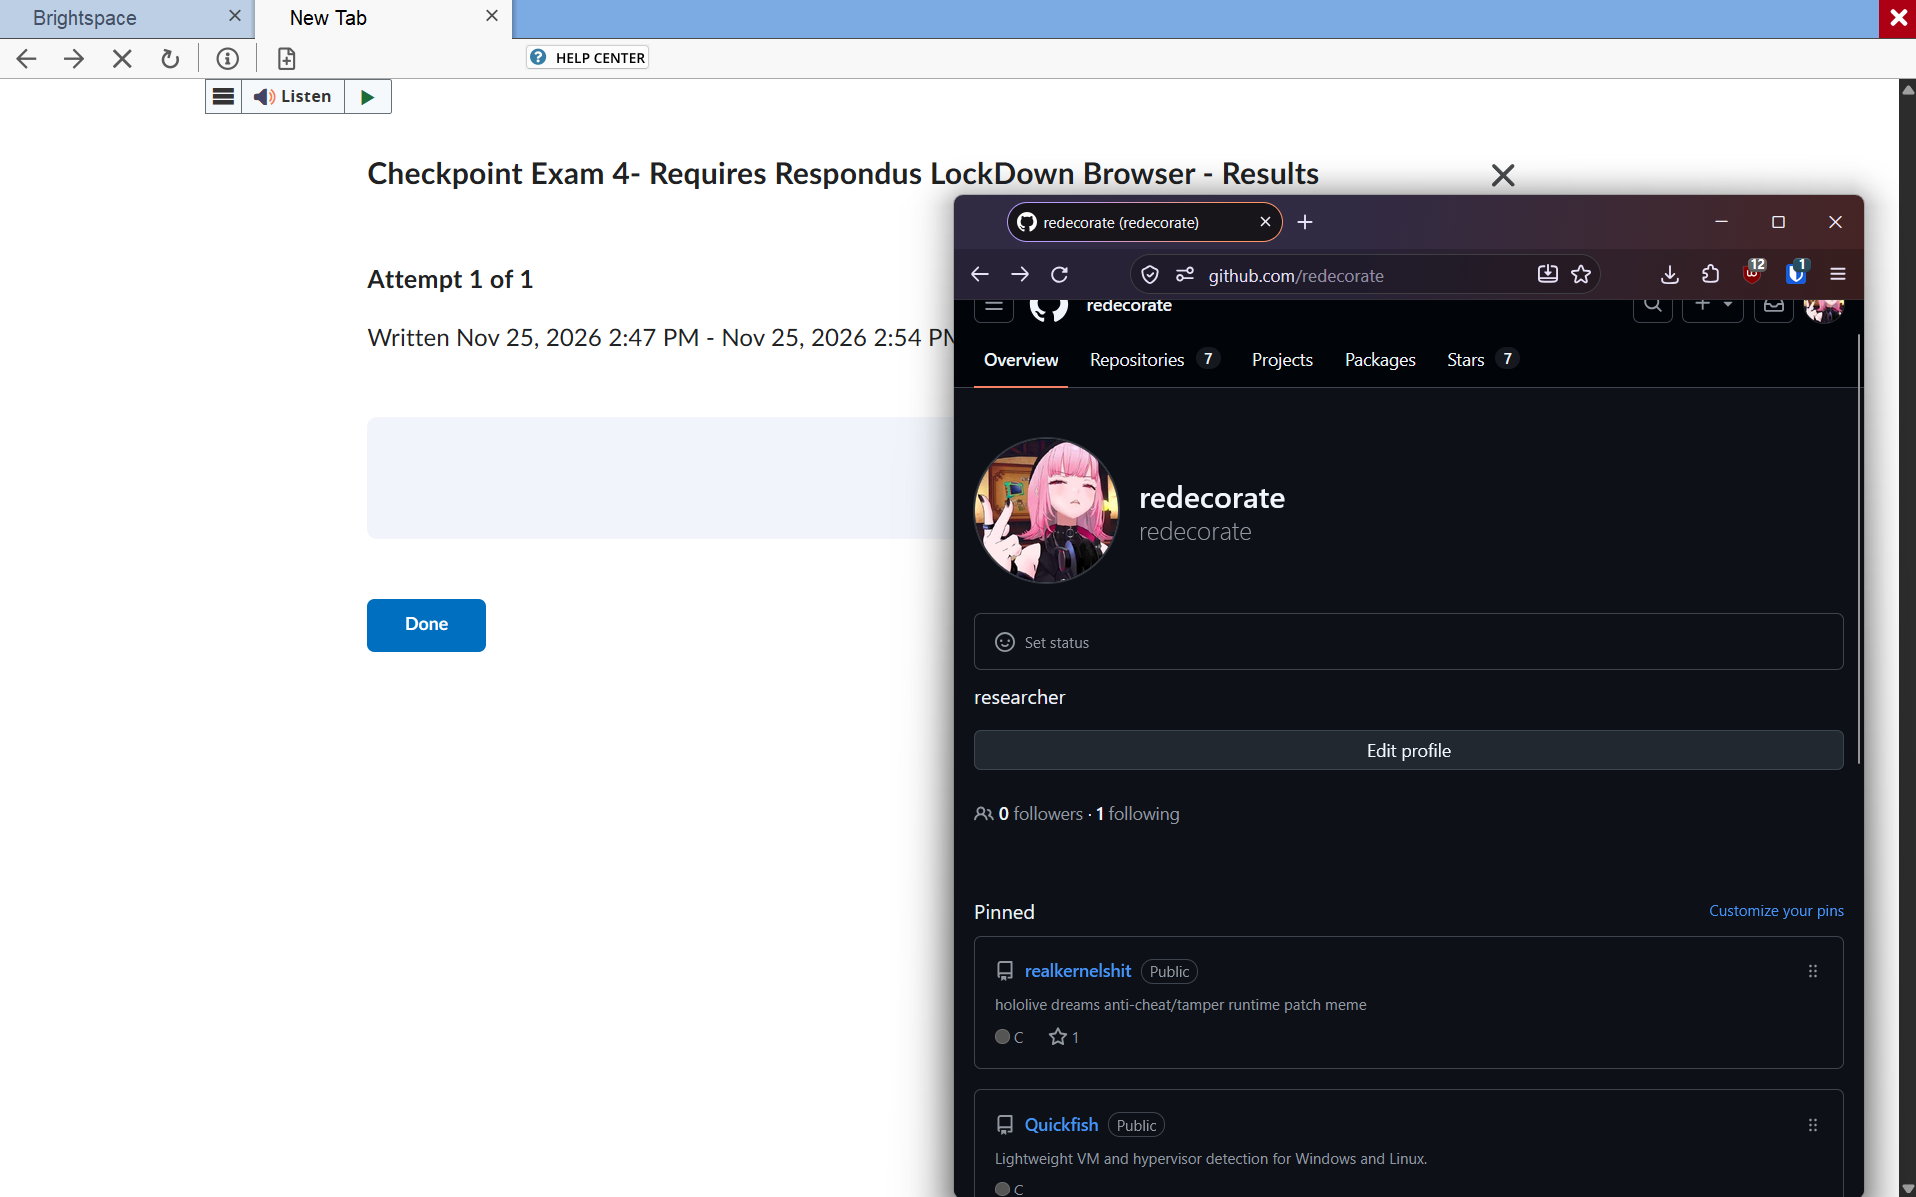 Brightspace
New Tab
HELP CENTER
Listen
Checkpoint Exam 4- Requires Respondus LockDown Browser - Results
Attempt 1 of 1
Written Nov 25, 2026 2:47 PM - Nov 25, 2026 2:54 PM
Done
redecorate (redecorate)
github.com/redecorate
12
1
redecorate
Overview
Repositories 7
Projects
Packages
Stars 7
redecorate
redecorate
Set status
researcher
Edit profile
0 followers · 1 following
Pinned
Customize your pins
realkernelshit Public
hololive dreams anti-cheat/tamper runtime patch meme
C 1
Quickfish Public
Lightweight VM and hypervisor detection for Windows and Linux.
C